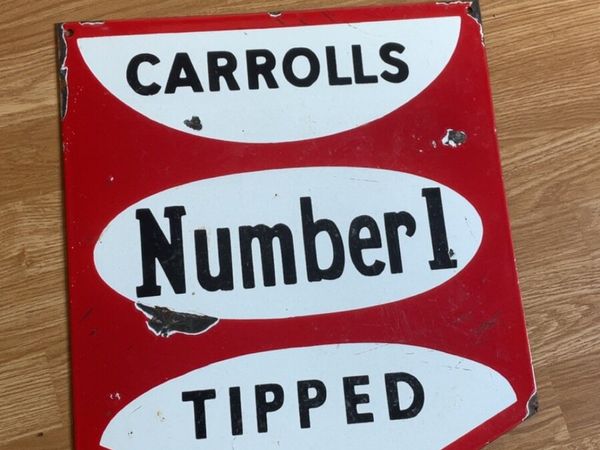 CARROLLS
Number 1
TIPPED